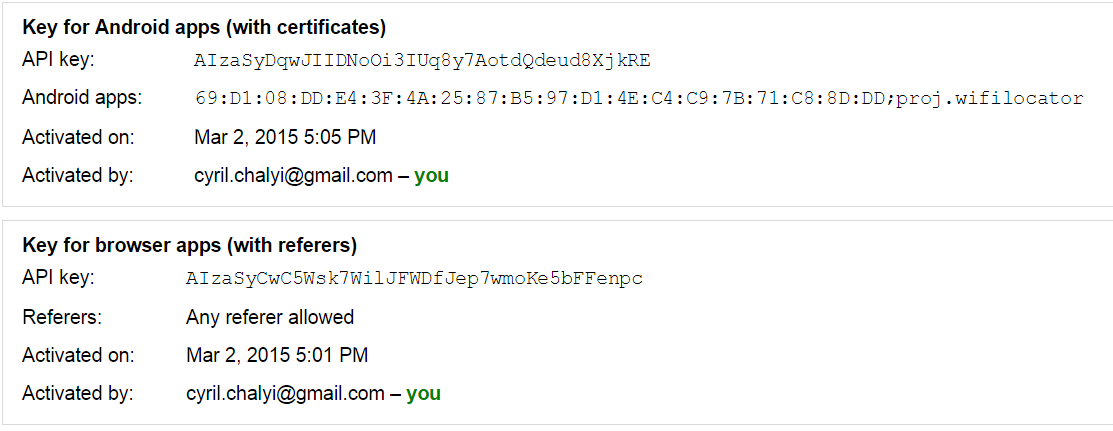 Key for Android apps (with certificates)
API key: AIzaSyDqwJIIDNoOi3IUq8y7AotdQdeud8XjkRE
Android apps: 69:D1:08:DD:E4:3F:4A:25:87:B5:97:D1:4E:C4:C9:7B:71:C8:8D:DD;proj.wifilocator
Activated on: Mar 2, 2015 5:05 PM
Activated by: cyril.chalyi@gmail.com – you
Key for browser apps (with referers)
API key: AIzaSyCwC5Wsk7WilJFWDfJep7wmoKe5bFFenpc
Referers: Any referer allowed
Activated on: Mar 2, 2015 5:01 PM
Activated by: cyril.chalyi@gmail.com – you